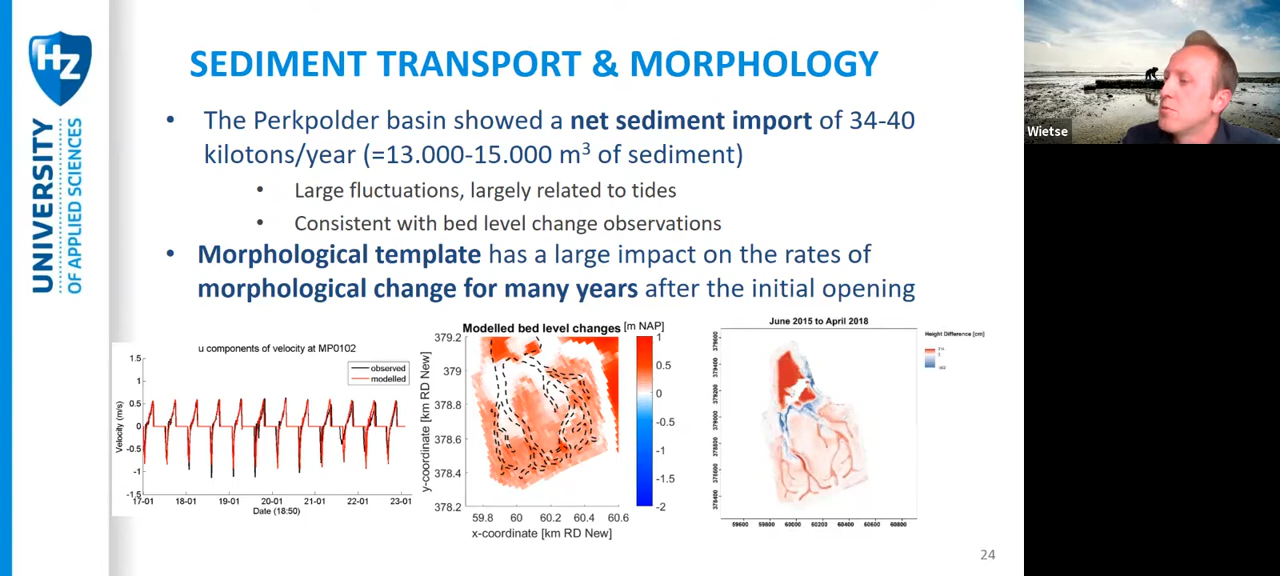 HZ
UNIVERSITY
OF APPLIED SCIENCES
SEDIMENT TRANSPORT & MORPHOLOGY
• The Perkpolder basin showed a net sediment import of 34-40
kilotons/year (=13.000-15.000 m³ of sediment)
• Large fluctuations, largely related to tides
• Consistent with bed level change observations
• Morphological template has a large impact on the rates of
morphological change for many years after the initial opening
u components of velocity at MP0102
observed
modelled
Velocity (m/s)
1.5
1
0.5
0
-0.5
-1
-1.5
17-01 18-01 19-01 20-01 21-01 22-01 23-01
Date (18:50)
Modelled bed level changes [m NAP]
y-coordinate [km RD New]
379.2
379
378.8
378.6
378.4
378.2
59.8 60 60.2 60.4 60.6
x-coordinate [km RD New]
1
0.5
0
-0.5
-1
-1.5
-2
June 2015 to April 2018
Height Difference [cm]
379600
379400
379200
379000
378800
378600
378400
59600 59800 60000 60200 60400 60600 60800
24
Wietse